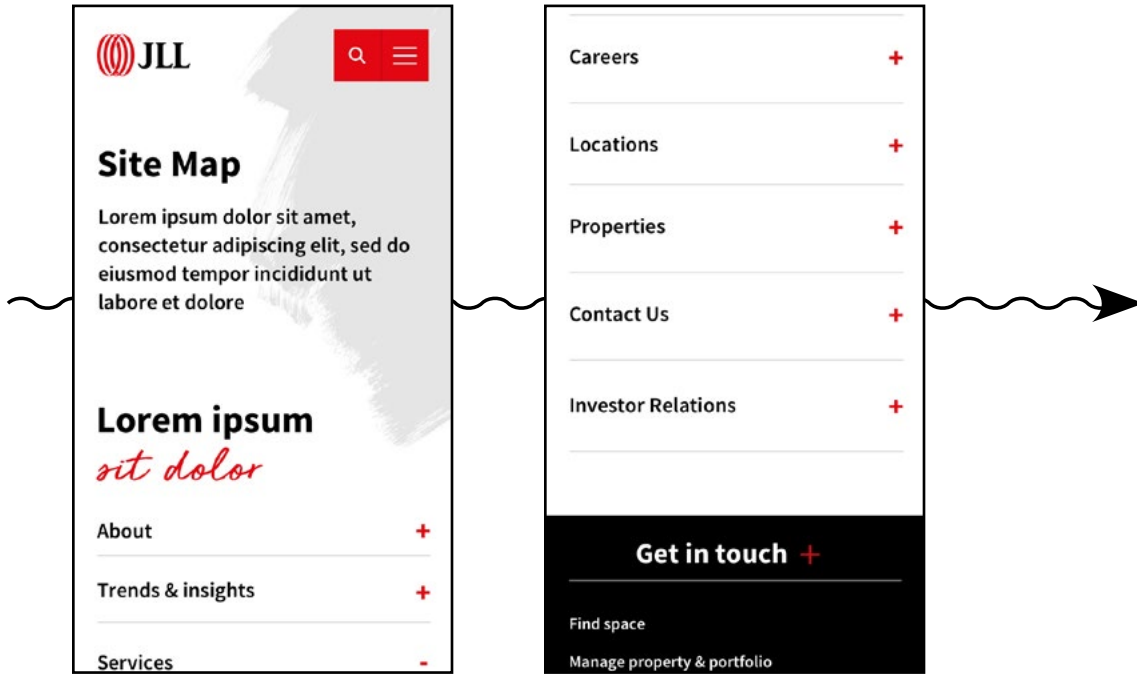 JLL
Site Map
Lorem ipsum dolor sit amet,
consectetur adipiscing elit, sed do
eiusmod tempor incididunt ut
labore et dolore
Lorem ipsum
sit dolor
About +
Trends & insights +
Services -
Careers +
Locations +
Properties +
Contact Us +
Investor Relations +
Get in touch +
Find space
Manage property & portfolio